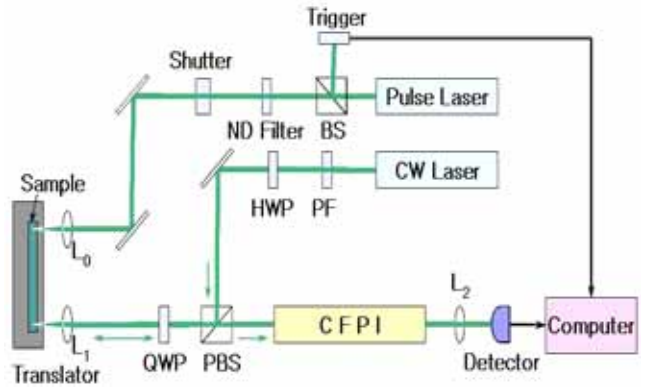 Trigger
Shutter
Pulse Laser
ND Filter
BS
Sample
CW Laser
HWP
PF
L0
L2
CFPI
Computer
L1
QWP
PBS
Detector
Translator